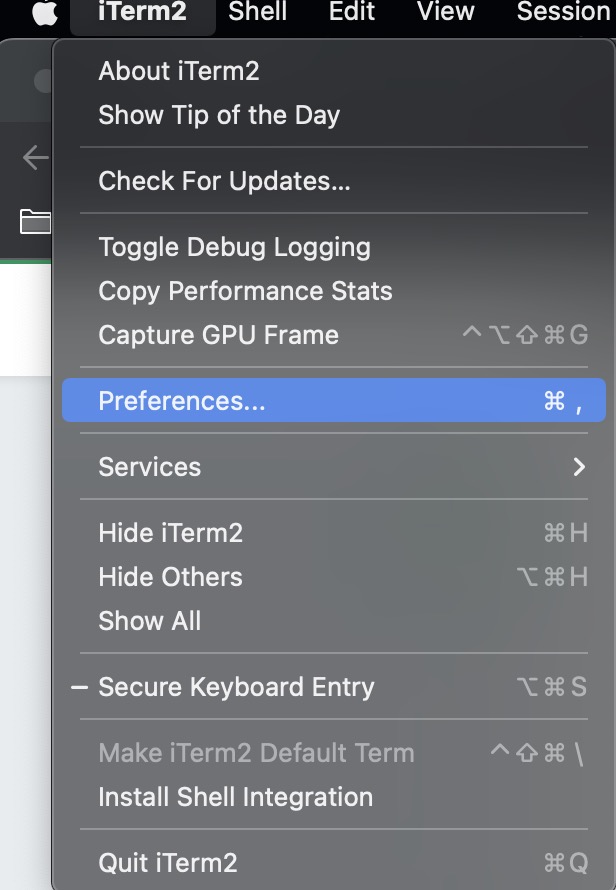 iTerm2 Shell Edit View Session
About iTerm2
Show Tip of the Day
Check For Updates...
Toggle Debug Logging
Copy Performance Stats
Capture GPU Frame ^⌥⇧⌘G
Preferences... ⌘,
Services
Hide iTerm2 ⌘H
Hide Others ⌥⌘H
Show All
Secure Keyboard Entry ⌥⌘S
Make iTerm2 Default Term ^⇧⌘\
Install Shell Integration
Quit iTerm2 ⌘Q